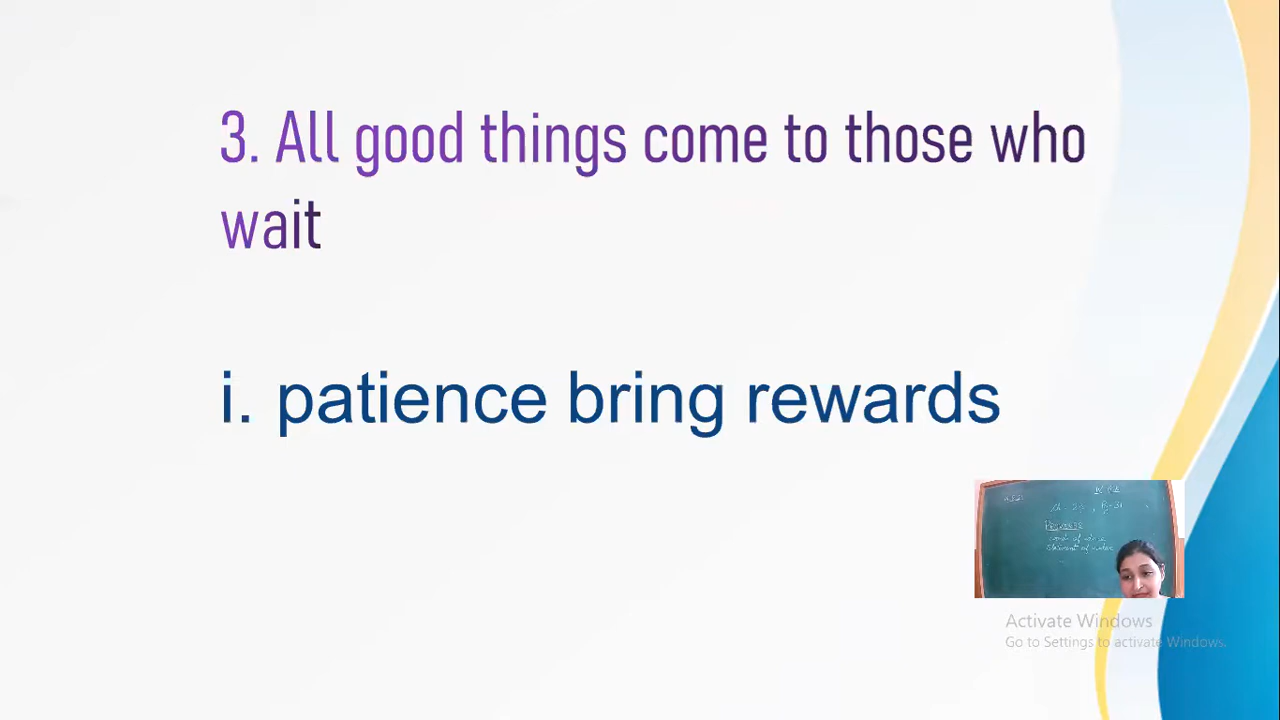 3. All good things come to those who
wait
i. patience bring rewards
Proverbs
Activate Windows
Go to Settings to activate Windows.